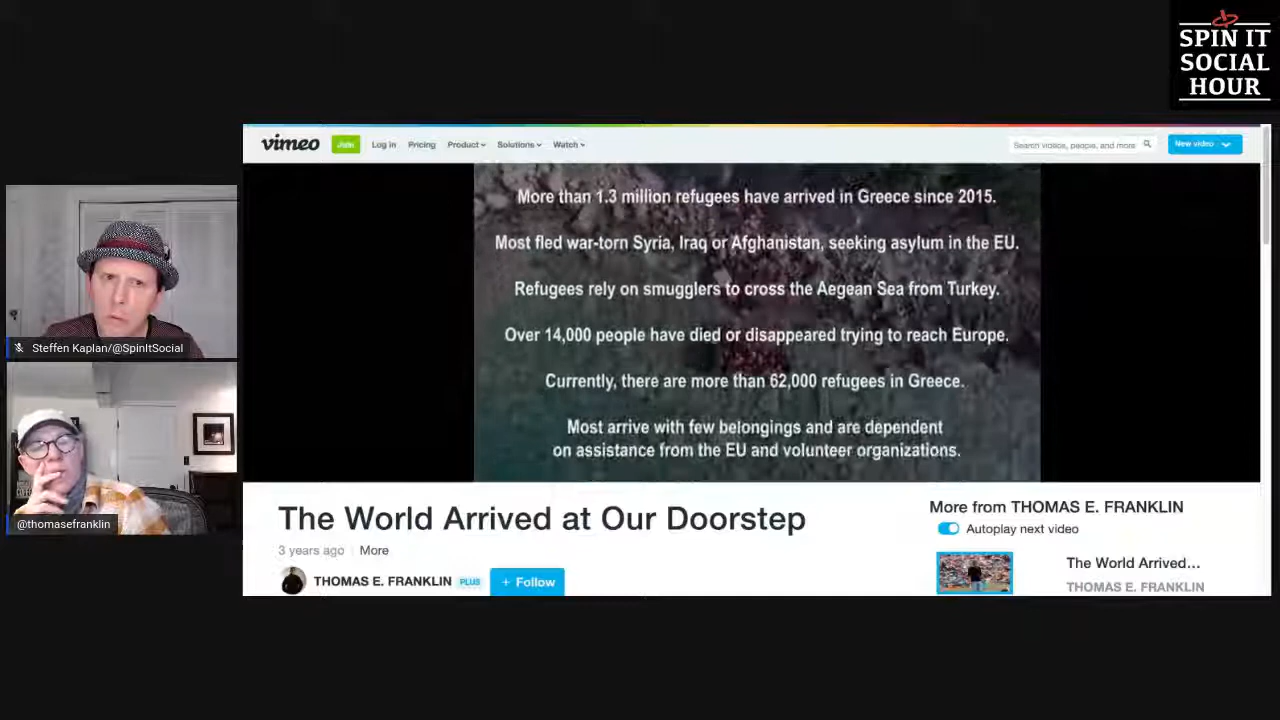 SPIN IT
SOCIAL
HOUR
vimeo Join Log in Pricing Product Solutions Watch Search videos, people, and more New video
More than 1.3 million refugees have arrived in Greece since 2015.
Most fled war-torn Syria, Iraq or Afghanistan, seeking asylum in the EU.
Refugees rely on smugglers to cross the Aegean Sea from Turkey.
Over 14,000 people have died or disappeared trying to reach Europe.
Currently, there are more than 62,000 refugees in Greece.
Most arrive with few belongings and are dependent
on assistance from the EU and volunteer organizations.
Steffen Kaplan/@SpinItSocial
@thomasefranklin
The World Arrived at Our Doorstep
3 years ago More
THOMAS E. FRANKLIN PLUS + Follow
More from THOMAS E. FRANKLIN
Autoplay next video
The World Arrived...
THOMAS E. FRANKLIN